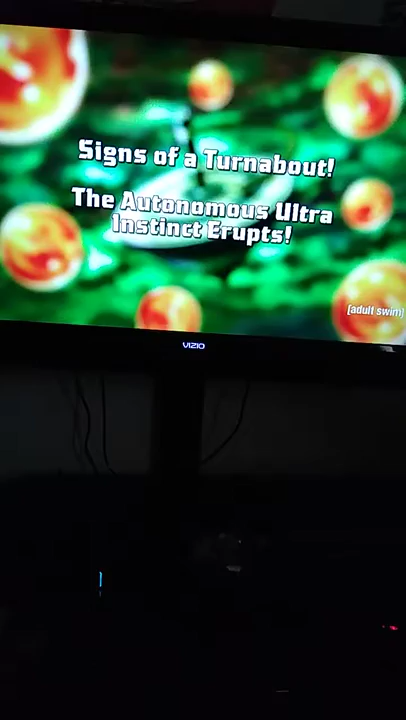 Signs of a Turnabout!
The Autonomous Ultra
Instinct Erupts!
[adult swim]
VIZIO